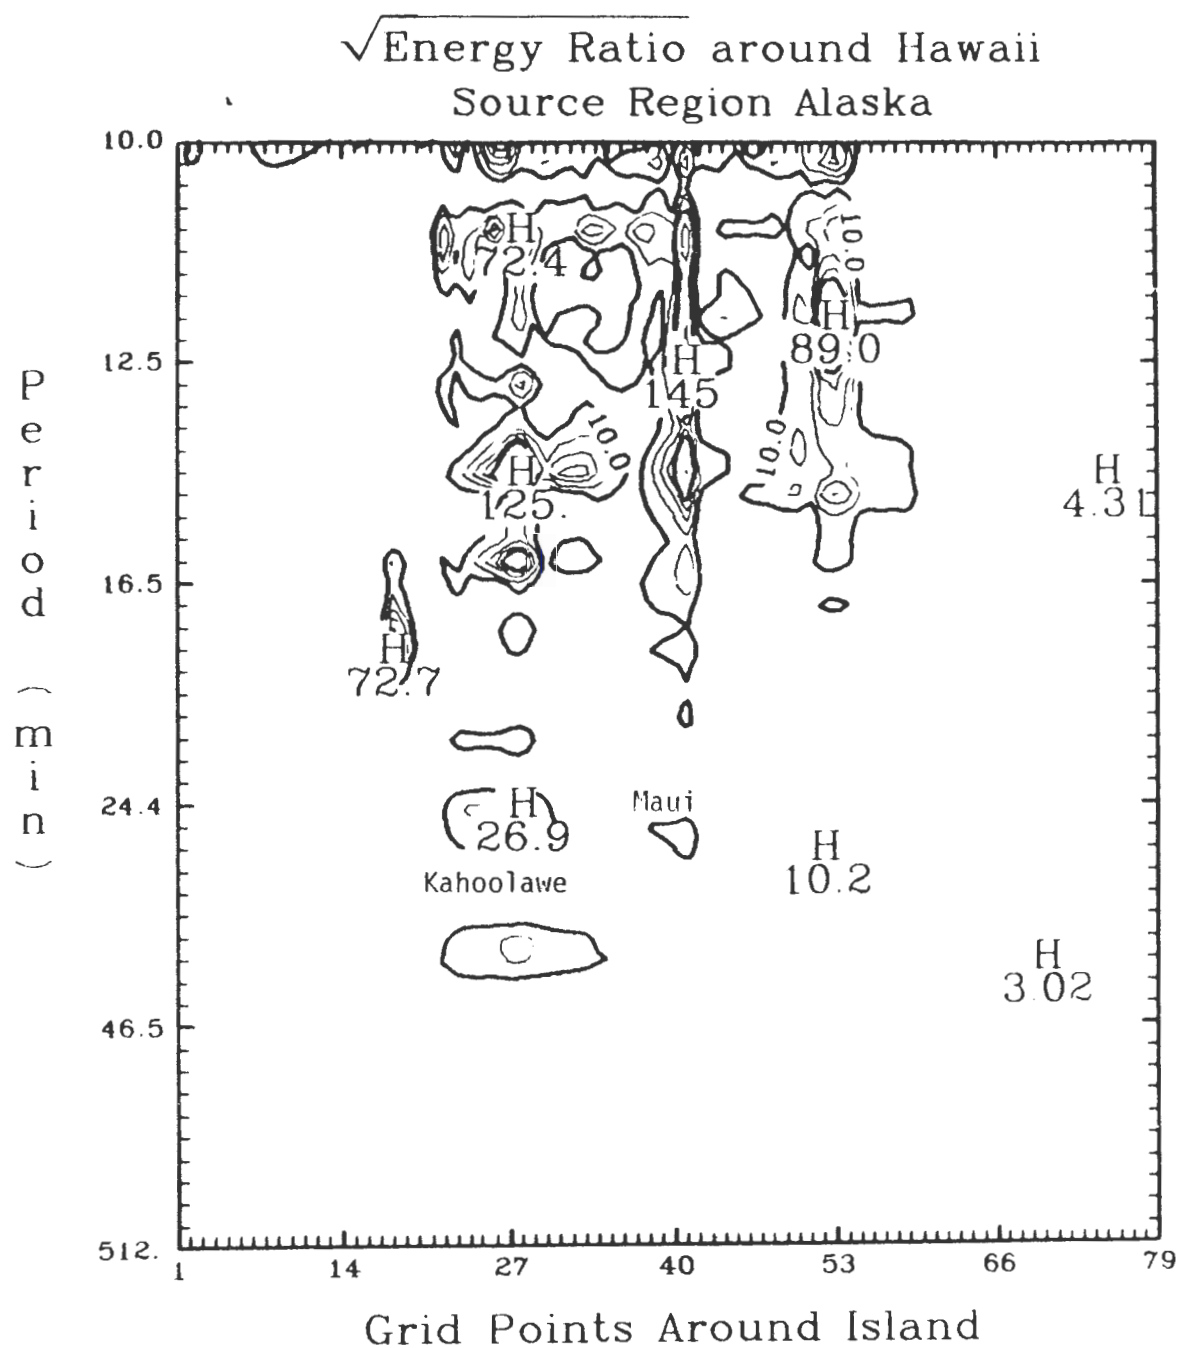 √Energy Ratio around Hawaii
Source Region Alaska
10.0
12.5
16.5
24.4
46.5
512.
Period (min)
H
72.4
H
89.0
10.0
H
145
10.0
10.0
H
125.
H
4.31
H
72.7
H
26.9
Maui
H
10.2
Kahoolawe
H
3.02
1 14 27 40 53 66 79
Grid Points Around Island